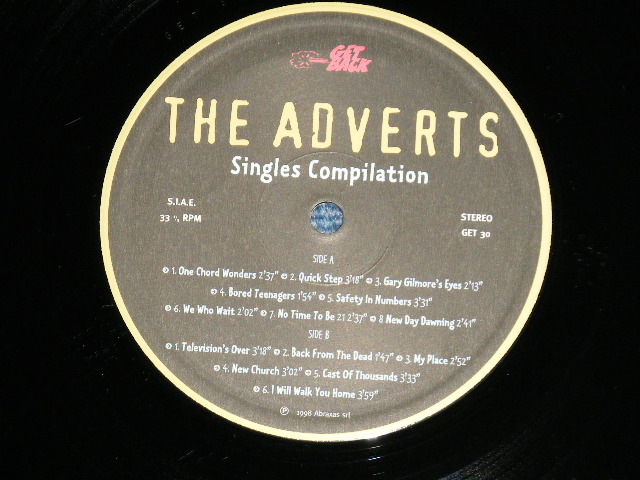 GET
BACK
THE ADVERTS
Singles Compilation
S.I.A.E.
33 ⅓ RPM
STEREO
GET 30
SIDE A
1. One Chord Wonders 2'37" 2. Quick Step 3'18" 3. Gary Gilmore's Eyes 2'13"
4. Bored Teenagers 1'54" 5. Safety In Numbers 3'31"
6. We Who Wait 2'02" 7. No Time To Be 21 2'37" 8 New Day Dawning 2'41"
SIDE B
1. Television's Over 3'18" 2. Back From The Dead 1'47" 3. My Place 2'52"
4. New Church 3'02" 5. Cast Of Thousands 3'33"
6. I Will Walk You Home 3'59"
℗ 1998 Abraxas srl